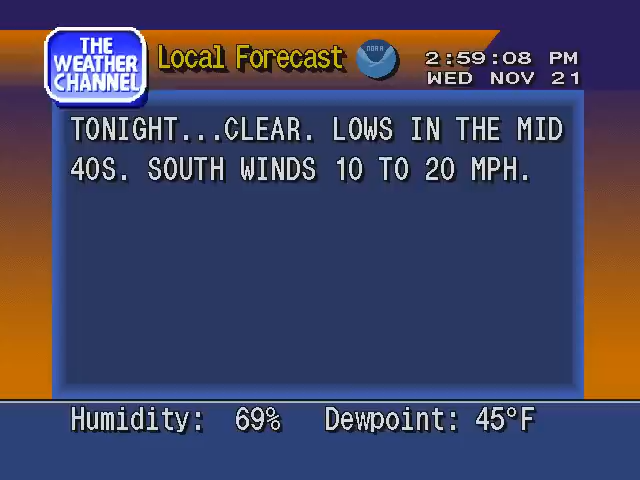 THE
WEATHER
CHANNEL
Local Forecast
NOAA
2:59:08 PM
WED NOV 21
TONIGHT...CLEAR. LOWS IN THE MID
40S. SOUTH WINDS 10 TO 20 MPH.
Humidity: 69% Dewpoint: 45°F